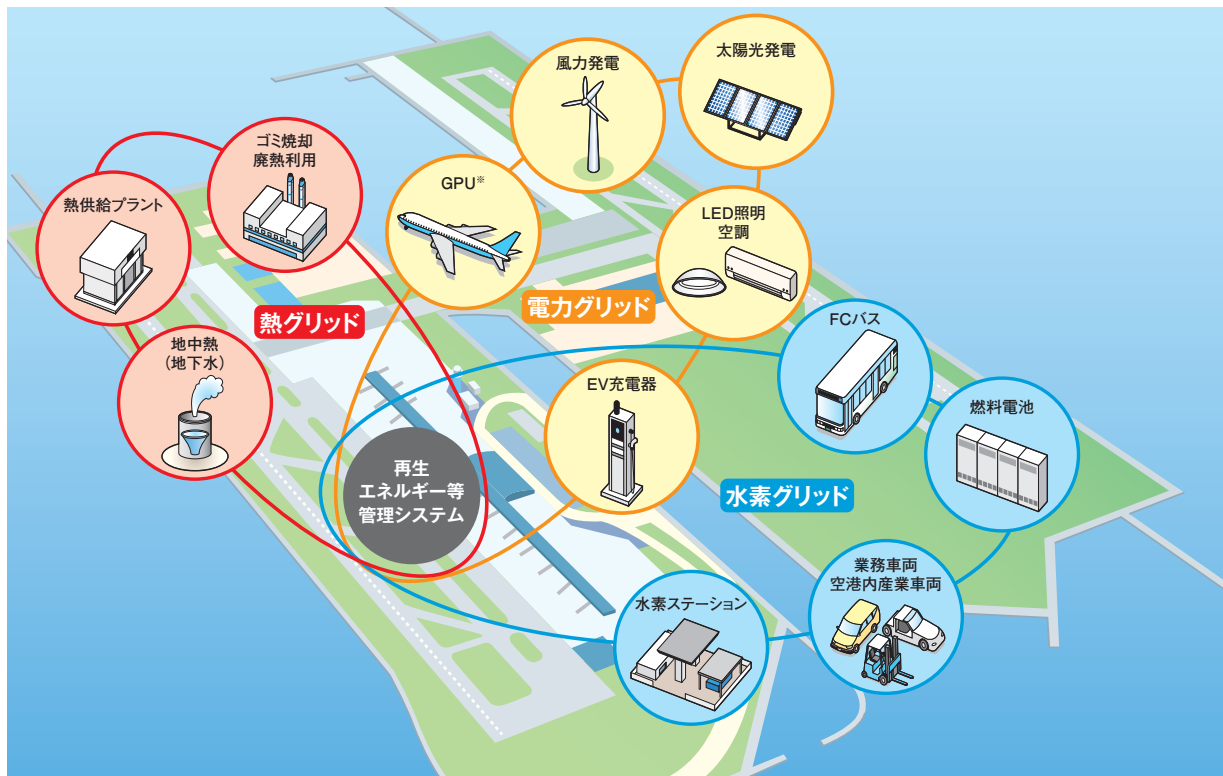 風力発電
太陽光発電
ゴミ焼却
廃熱利用
GPU※
熱供給プラント
LED照明
空調
熱グリッド
電力グリッド
FCバス
地中熱
(地下水)
EV充電器
燃料電池
再生
エネルギー等
管理システム
水素グリッド
業務車両
空港内産業車両
水素ステーション